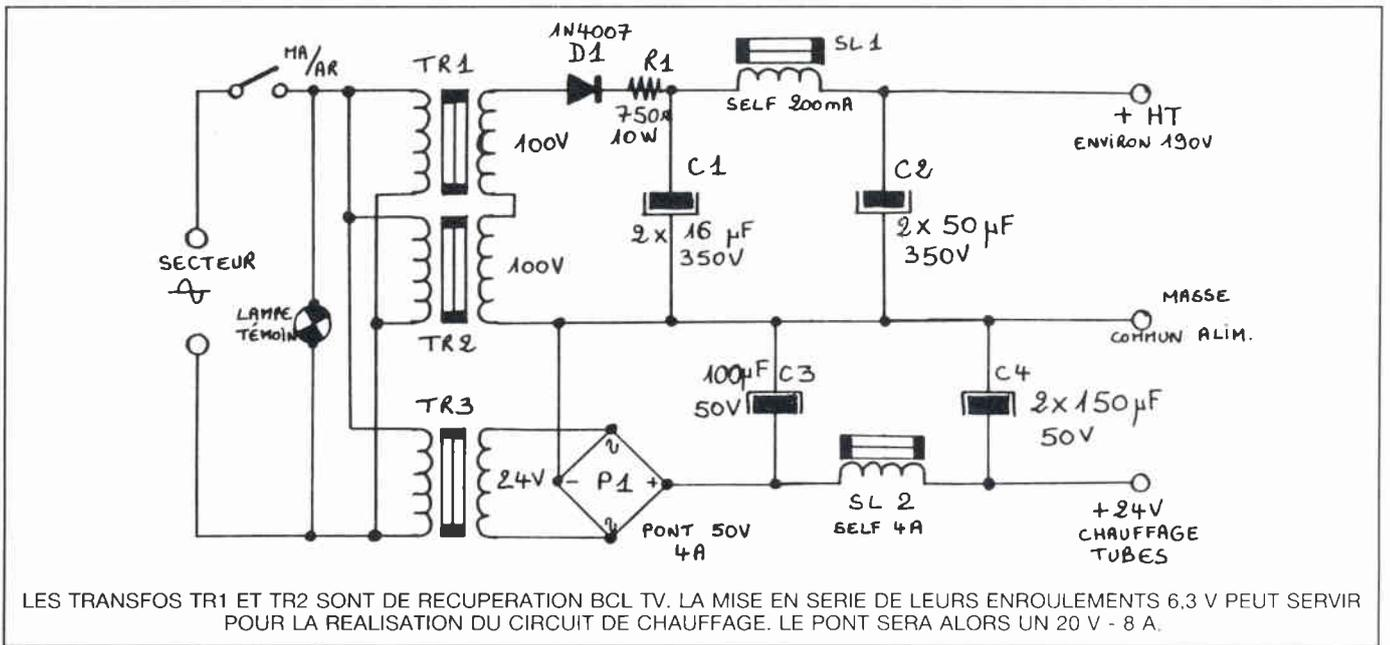 MA/AR
TR1
1N4007
D1
R1
750Ω
10W
SL1
SELF 200mA
+ HT
ENVIRON 190V
100V
C1
2x 16 µF
350V
C2
2x 50 µF
350V
SECTEUR
LAMPE
TÉMOIN
100V
TR2
MASSE
COMMUN ALIM.
TR3
24V
- P1 +
PONT 50V
4A
100µF C3
50V
C4
2x150µF
50V
SL 2
SELF 4A
+24V
CHAUFFAGE
TUBES
LES TRANSFOS TR1 ET TR2 SONT DE RECUPERATION BCL TV. LA MISE EN SERIE DE LEURS ENROULEMENTS 6,3 V PEUT SERVIR
POUR LA REALISATION DU CIRCUIT DE CHAUFFAGE. LE PONT SERA ALORS UN 20 V - 8 A.